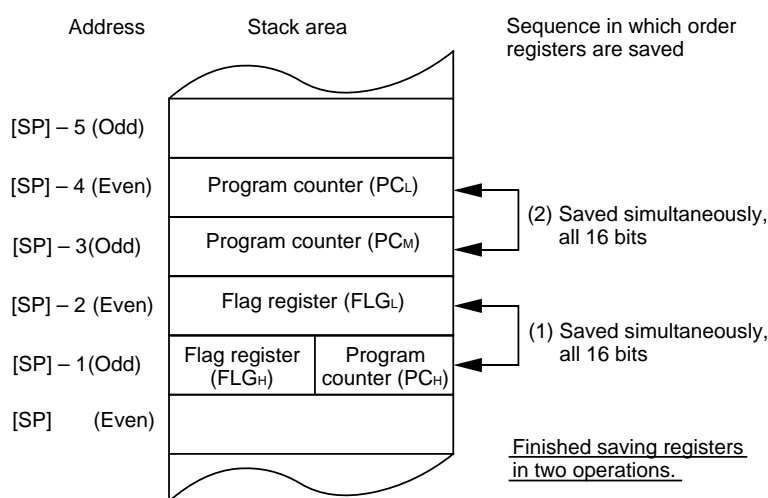 Address Stack area Sequence in which order
registers are saved
[SP] – 5 (Odd)
[SP] – 4 (Even) Program counter (PCL)
(2) Saved simultaneously,
all 16 bits
[SP] – 3(Odd) Program counter (PCM)
[SP] – 2 (Even) Flag register (FLGL)
(1) Saved simultaneously,
all 16 bits
[SP] – 1(Odd) Flag register
(FLGH) Program
counter (PCH)
[SP] (Even)
Finished saving registers
in two operations.